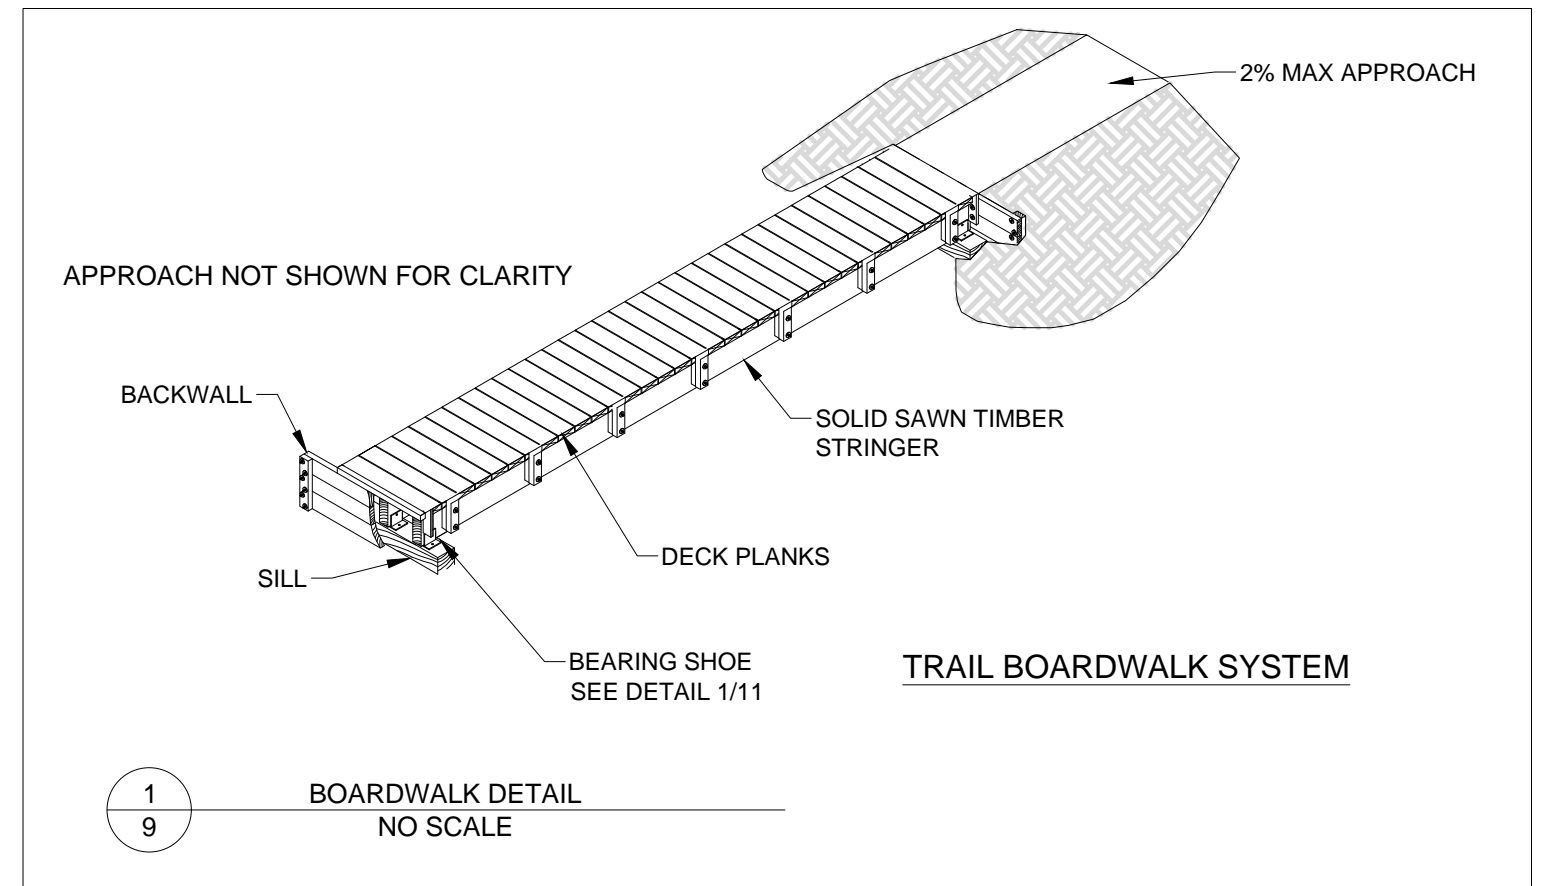 2% MAX APPROACH
APPROACH NOT SHOWN FOR CLARITY
BACKWALL
SOLID SAWN TIMBER
STRINGER
DECK PLANKS
SILL
BEARING SHOE
SEE DETAIL 1/11
TRAIL BOARDWALK SYSTEM
1
BOARDWALK DETAIL
9
NO SCALE